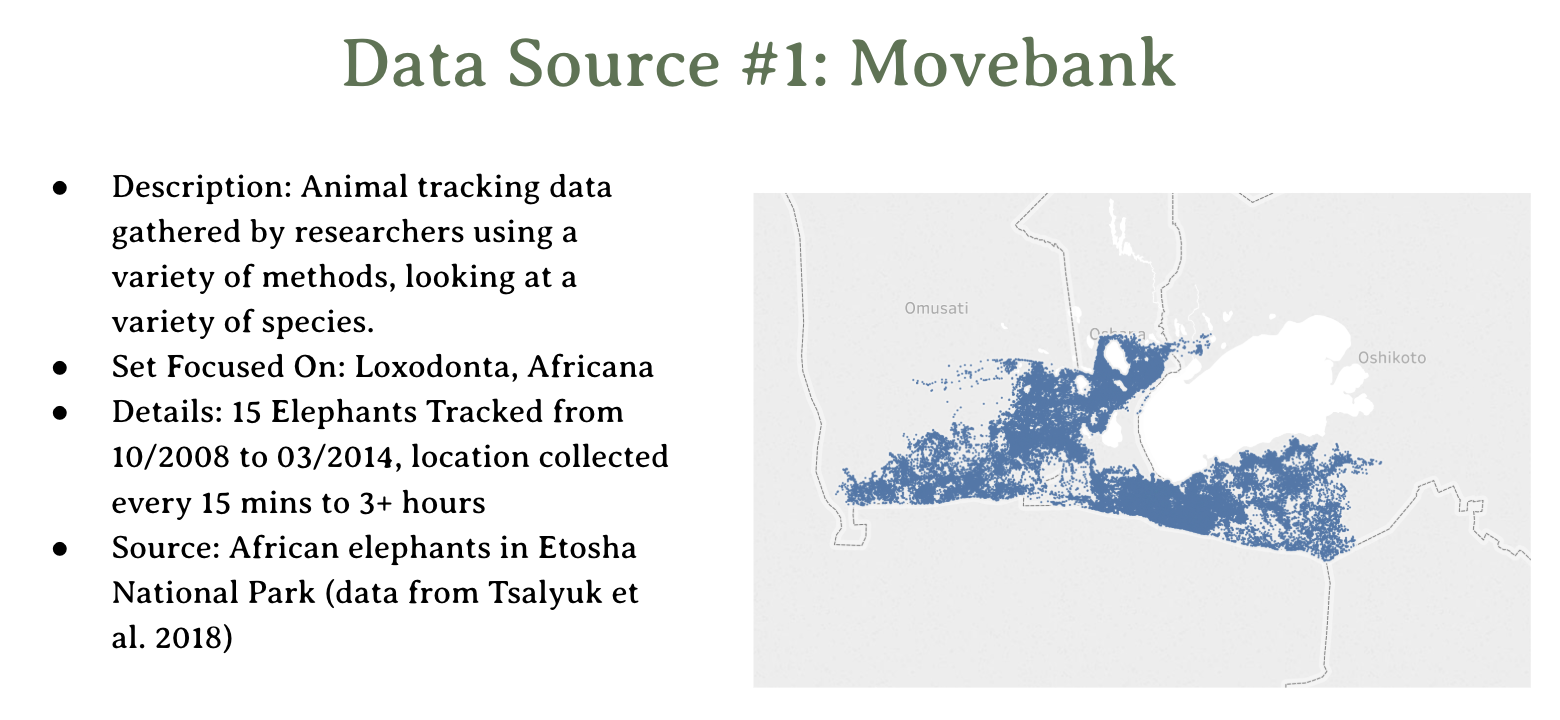 Data Source #1: Movebank
● Description: Animal tracking data
gathered by researchers using a
variety of methods, looking at a
variety of species.
● Set Focused On: Loxodonta, Africana
● Details: 15 Elephants Tracked from
10/2008 to 03/2014, location collected
every 15 mins to 3+ hours
● Source: African elephants in Etosha
National Park (data from Tsalyuk et
al. 2018)
Omusati
Oshana
Oshikoto